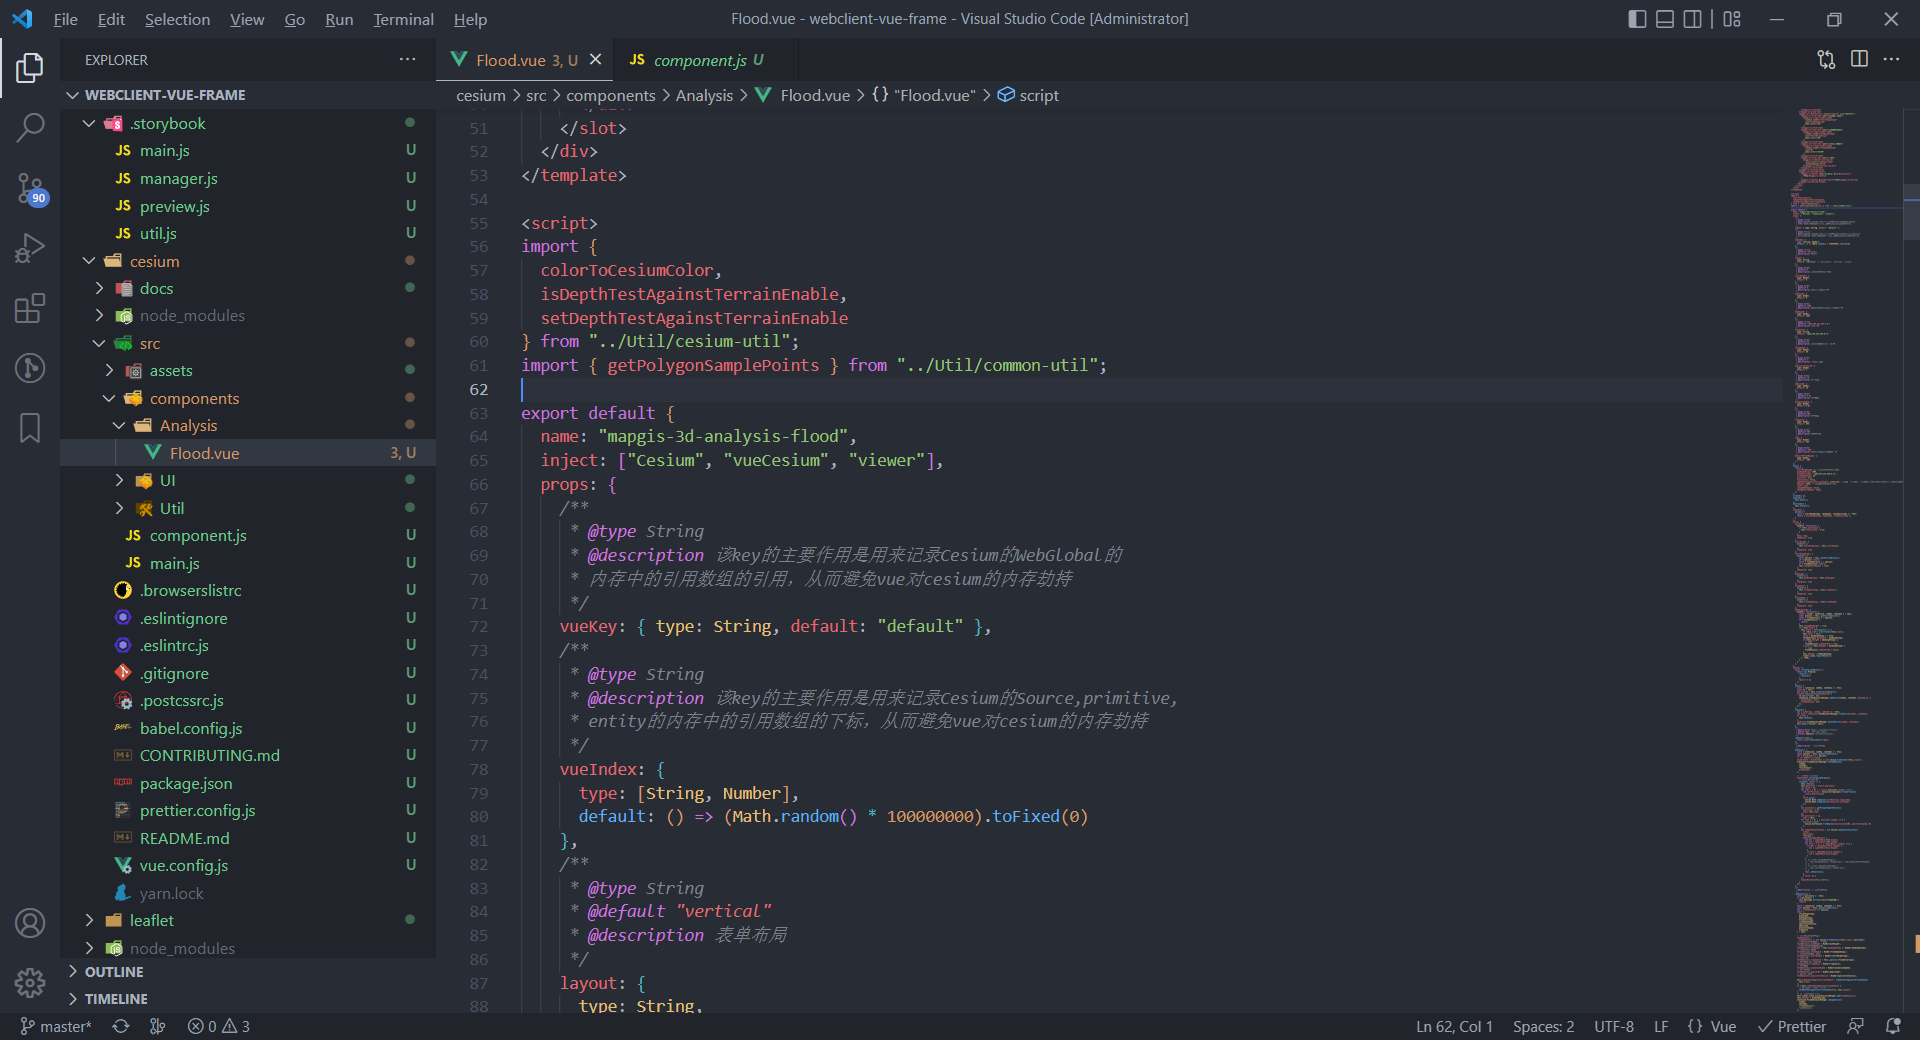 File Edit Selection View Go Run Terminal Help
Flood.vue - webclient-vue-frame - Visual Studio Code [Administrator]
EXPLORER
Flood.vue 3, U
JS component.js U
WEBCLIENT-VUE-FRAME
cesium > src > components > Analysis > Flood.vue > {} "Flood.vue" > script
.storybook
JS main.js U
JS manager.js U
JS preview.js U
JS util.js U
cesium
docs
node_modules
src
assets
components
Analysis
Flood.vue 3, U
UI
Util
JS component.js U
JS main.js U
.browserslistrc U
.eslintignore U
.eslintrc.js U
.gitignore U
.postcssrc.js U
babel.config.js U
CONTRIBUTING.md U
package.json U
prettier.config.js U
README.md U
vue.config.js U
yarn.lock
leaflet
node_modules
OUTLINE
TIMELINE
90
51 </slot>
52 </div>
53 </template>
54
55 <script>
56 import {
57 colorToCesiumColor,
58 isDepthTestAgainstTerrainEnable,
59 setDepthTestAgainstTerrainEnable
60 } from "../Util/cesium-util";
61 import { getPolygonSamplePoints } from "../Util/common-util";
62
63 export default {
64 name: "mapgis-3d-analysis-flood",
65 inject: ["Cesium", "vueCesium", "viewer"],
66 props: {
67 /**
68 * @type String
69 * @description 该key的主要作用是用来记录Cesium的WebGlobal的
70 * 内存中的引用数组的引用，从而避免vue对cesium的内存劫持
71 */
72 vueKey: { type: String, default: "default" },
73 /**
74 * @type String
75 * @description 该key的主要作用是用来记录Cesium的Source,primitive,
76 * entity的内存中的引用数组的下标，从而避免vue对cesium的内存劫持
77 */
78 vueIndex: {
79 type: [String, Number],
80 default: () => (Math.random() * 100000000).toFixed(0)
81 },
82 /**
83 * @type String
84 * @default "vertical"
85 * @description 表单布局
86 */
87 layout: {
88 type: String,
master* 0 3
Ln 62, Col 1 Spaces: 2 UTF-8 LF {} Vue Prettier